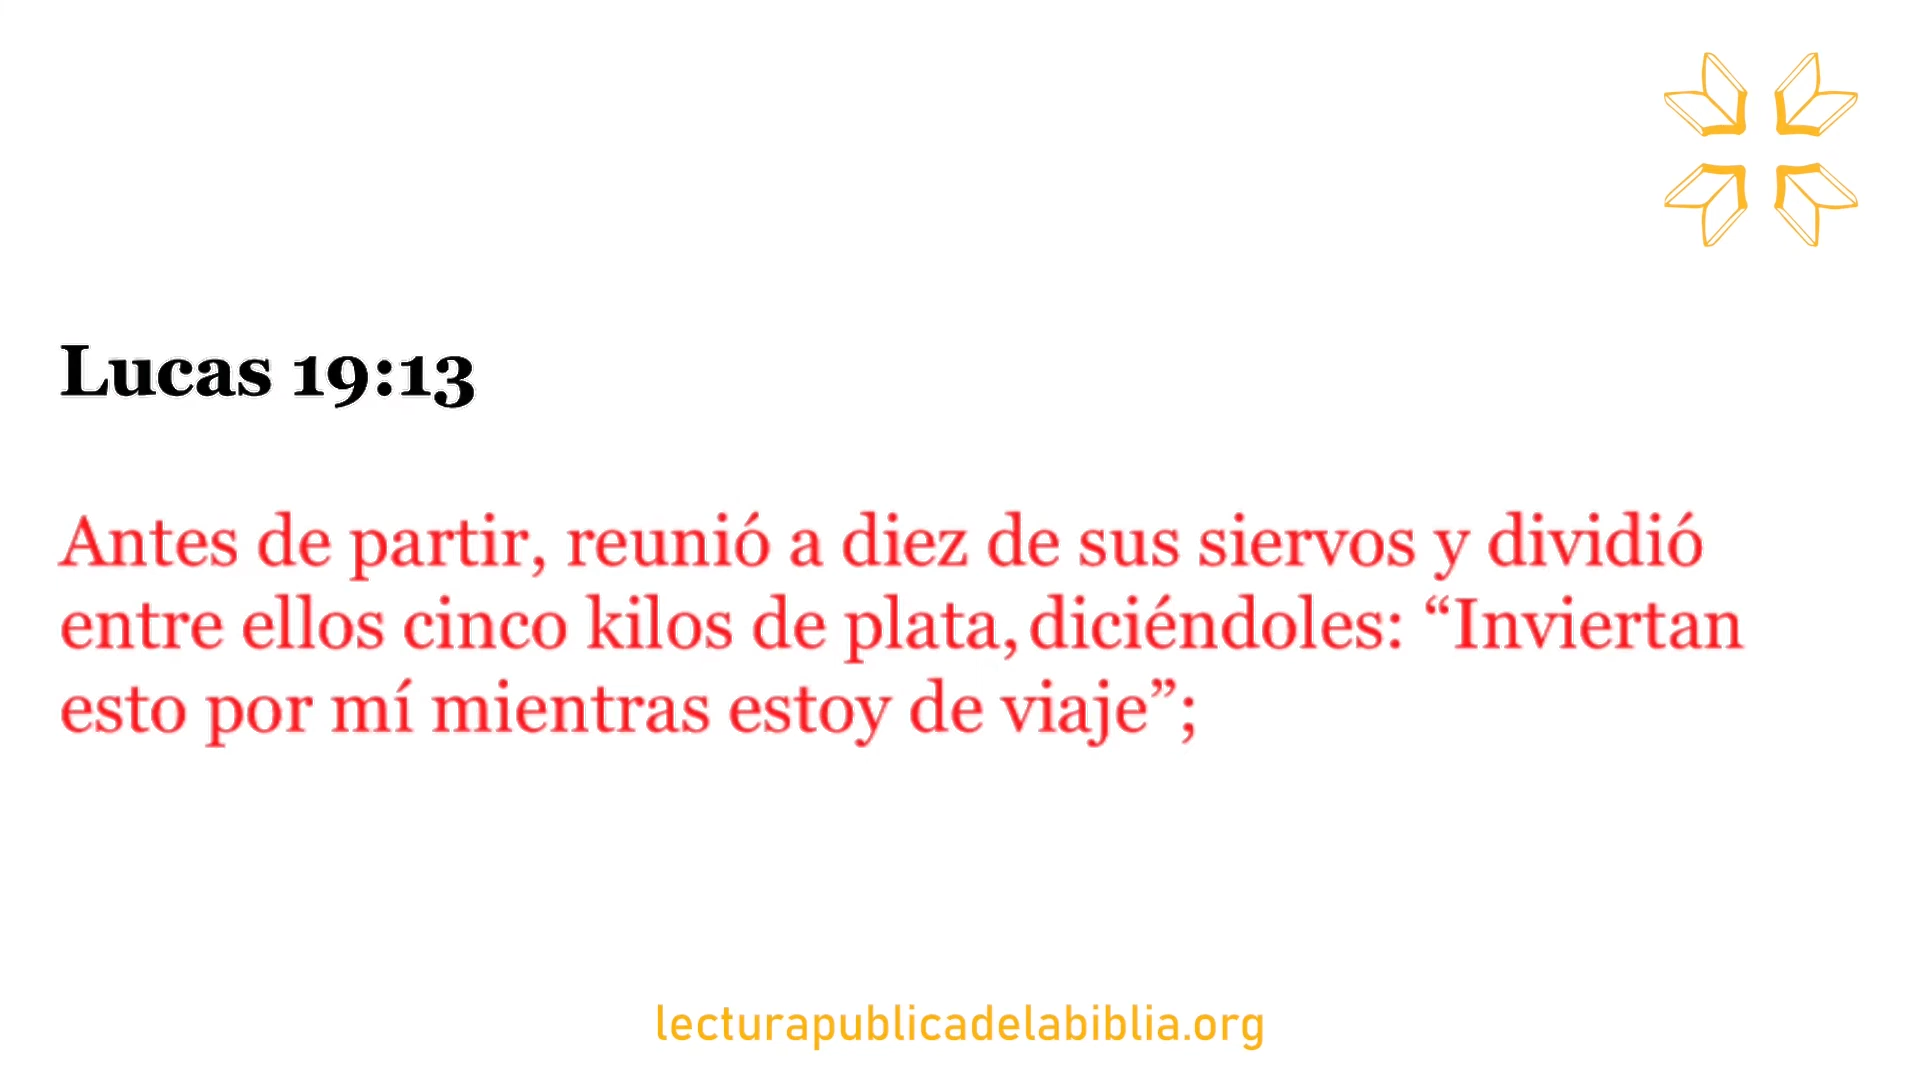 Lucas 19:13
Antes de partir, reunió a diez de sus siervos y dividió
entre ellos cinco kilos de plata, diciéndoles: “Inviertan
esto por mí mientras estoy de viaje”;
lecturapublicadelabiblia.org